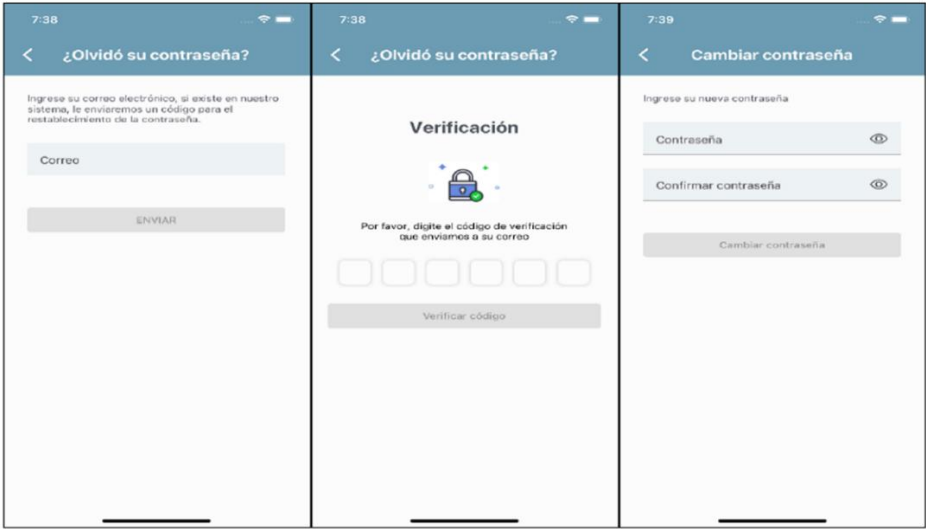 7:38
¿Olvidó su contraseña?
Ingrese su correo electrónico, si existe en nuestro
sistema, le enviaremos un código para el
restablecimiento de la contraseña.
Correo
ENVIAR
7:38
¿Olvidó su contraseña?
Verificación
Por favor, digite el código de verificación
que enviamos a su correo
Verificar código
7:39
Cambiar contraseña
Ingrese su nueva contraseña
Contraseña
Confirmar contraseña
Cambiar contraseña